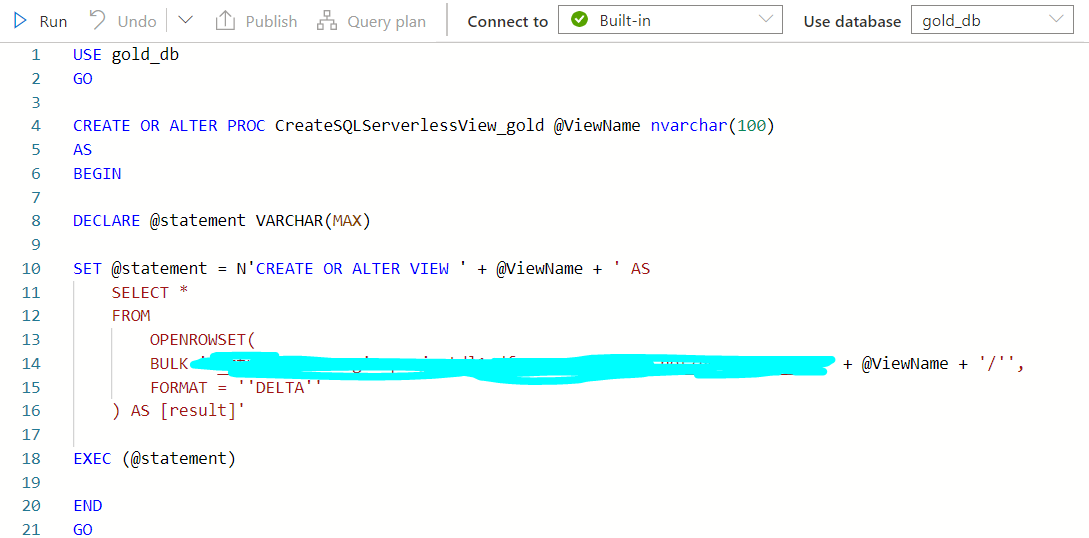 Run Undo Publish Query plan Connect to Built-in Use database gold_db
1 USE gold_db
2 GO
3
4 CREATE OR ALTER PROC CreateSQLServerlessView_gold @ViewName nvarchar(100)
5 AS
6 BEGIN
7
8 DECLARE @statement VARCHAR(MAX)
9
10 SET @statement = N'CREATE OR ALTER VIEW ' + @ViewName + ' AS
11 SELECT *
12 FROM
13 OPENROWSET(
14 BULK + @ViewName + '/'',
15 FORMAT = ''DELTA''
16 ) AS [result]'
17
18 EXEC (@statement)
19
20 END
21 GO